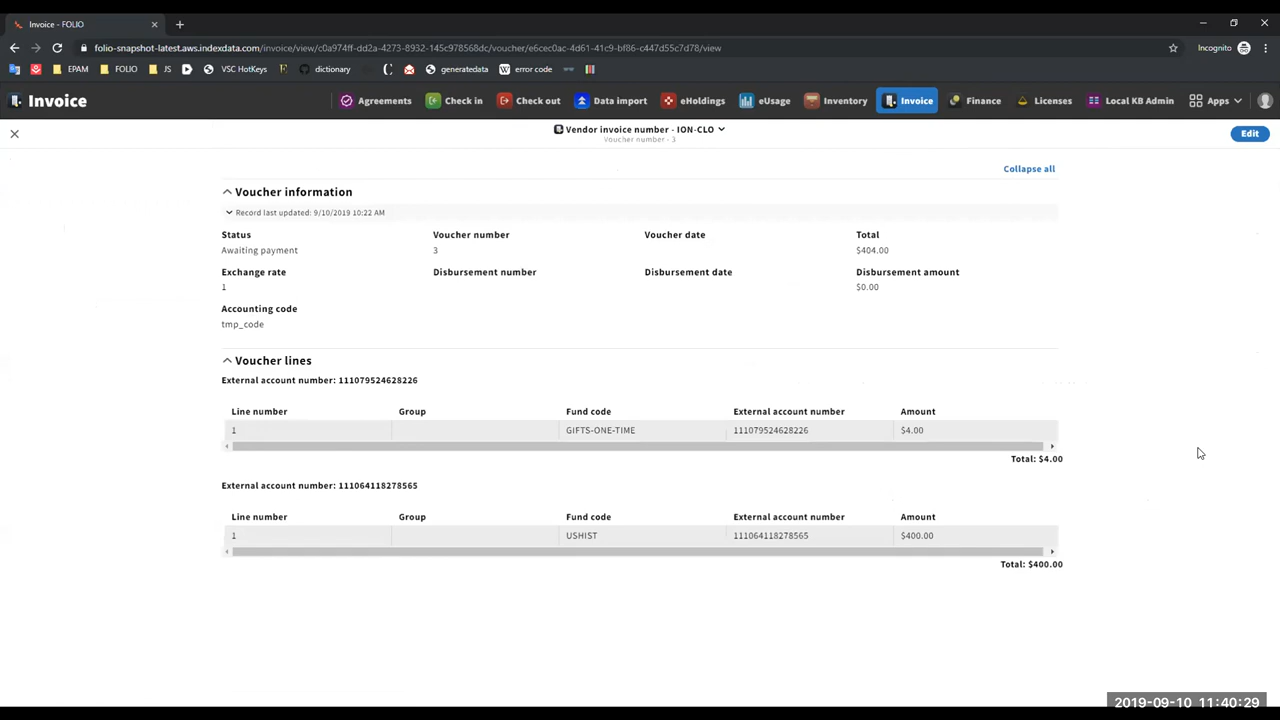 Invoice - FOLIO
folio-snapshot-latest.aws.indexdata.com/invoice/view/c0a974ff-dd2a-4273-8932-145c978568dc/voucher/e6cec0ac-4d61-41c9-bf86-c447d55c7d78/view
Incognito
EPAM FOLIO JS VSC HotKeys dictionary generatedata error code
Invoice Agreements Check in Check out Data import eHoldings eUsage Inventory Invoice Finance Licenses Local KB Admin Apps
Vendor invoice number - ION-CLO
Voucher number - 3
Edit
Collapse all
Voucher information
Record last updated: 9/10/2019 10:22 AM
Status Voucher number Voucher date Total
Awaiting payment 3 $404.00
Exchange rate Disbursement number Disbursement date Disbursement amount
1 $0.00
Accounting code
tmp_code
Voucher lines
External account number: 111079524628226
Line number Group Fund code External account number Amount
1 GIFTS-ONE-TIME 111079524628226 $4.00
Total: $4.00
External account number: 111064118278565
Line number Group Fund code External account number Amount
1 USHIST 111064118278565 $400.00
Total: $400.00
2019-09-10 11:40:29